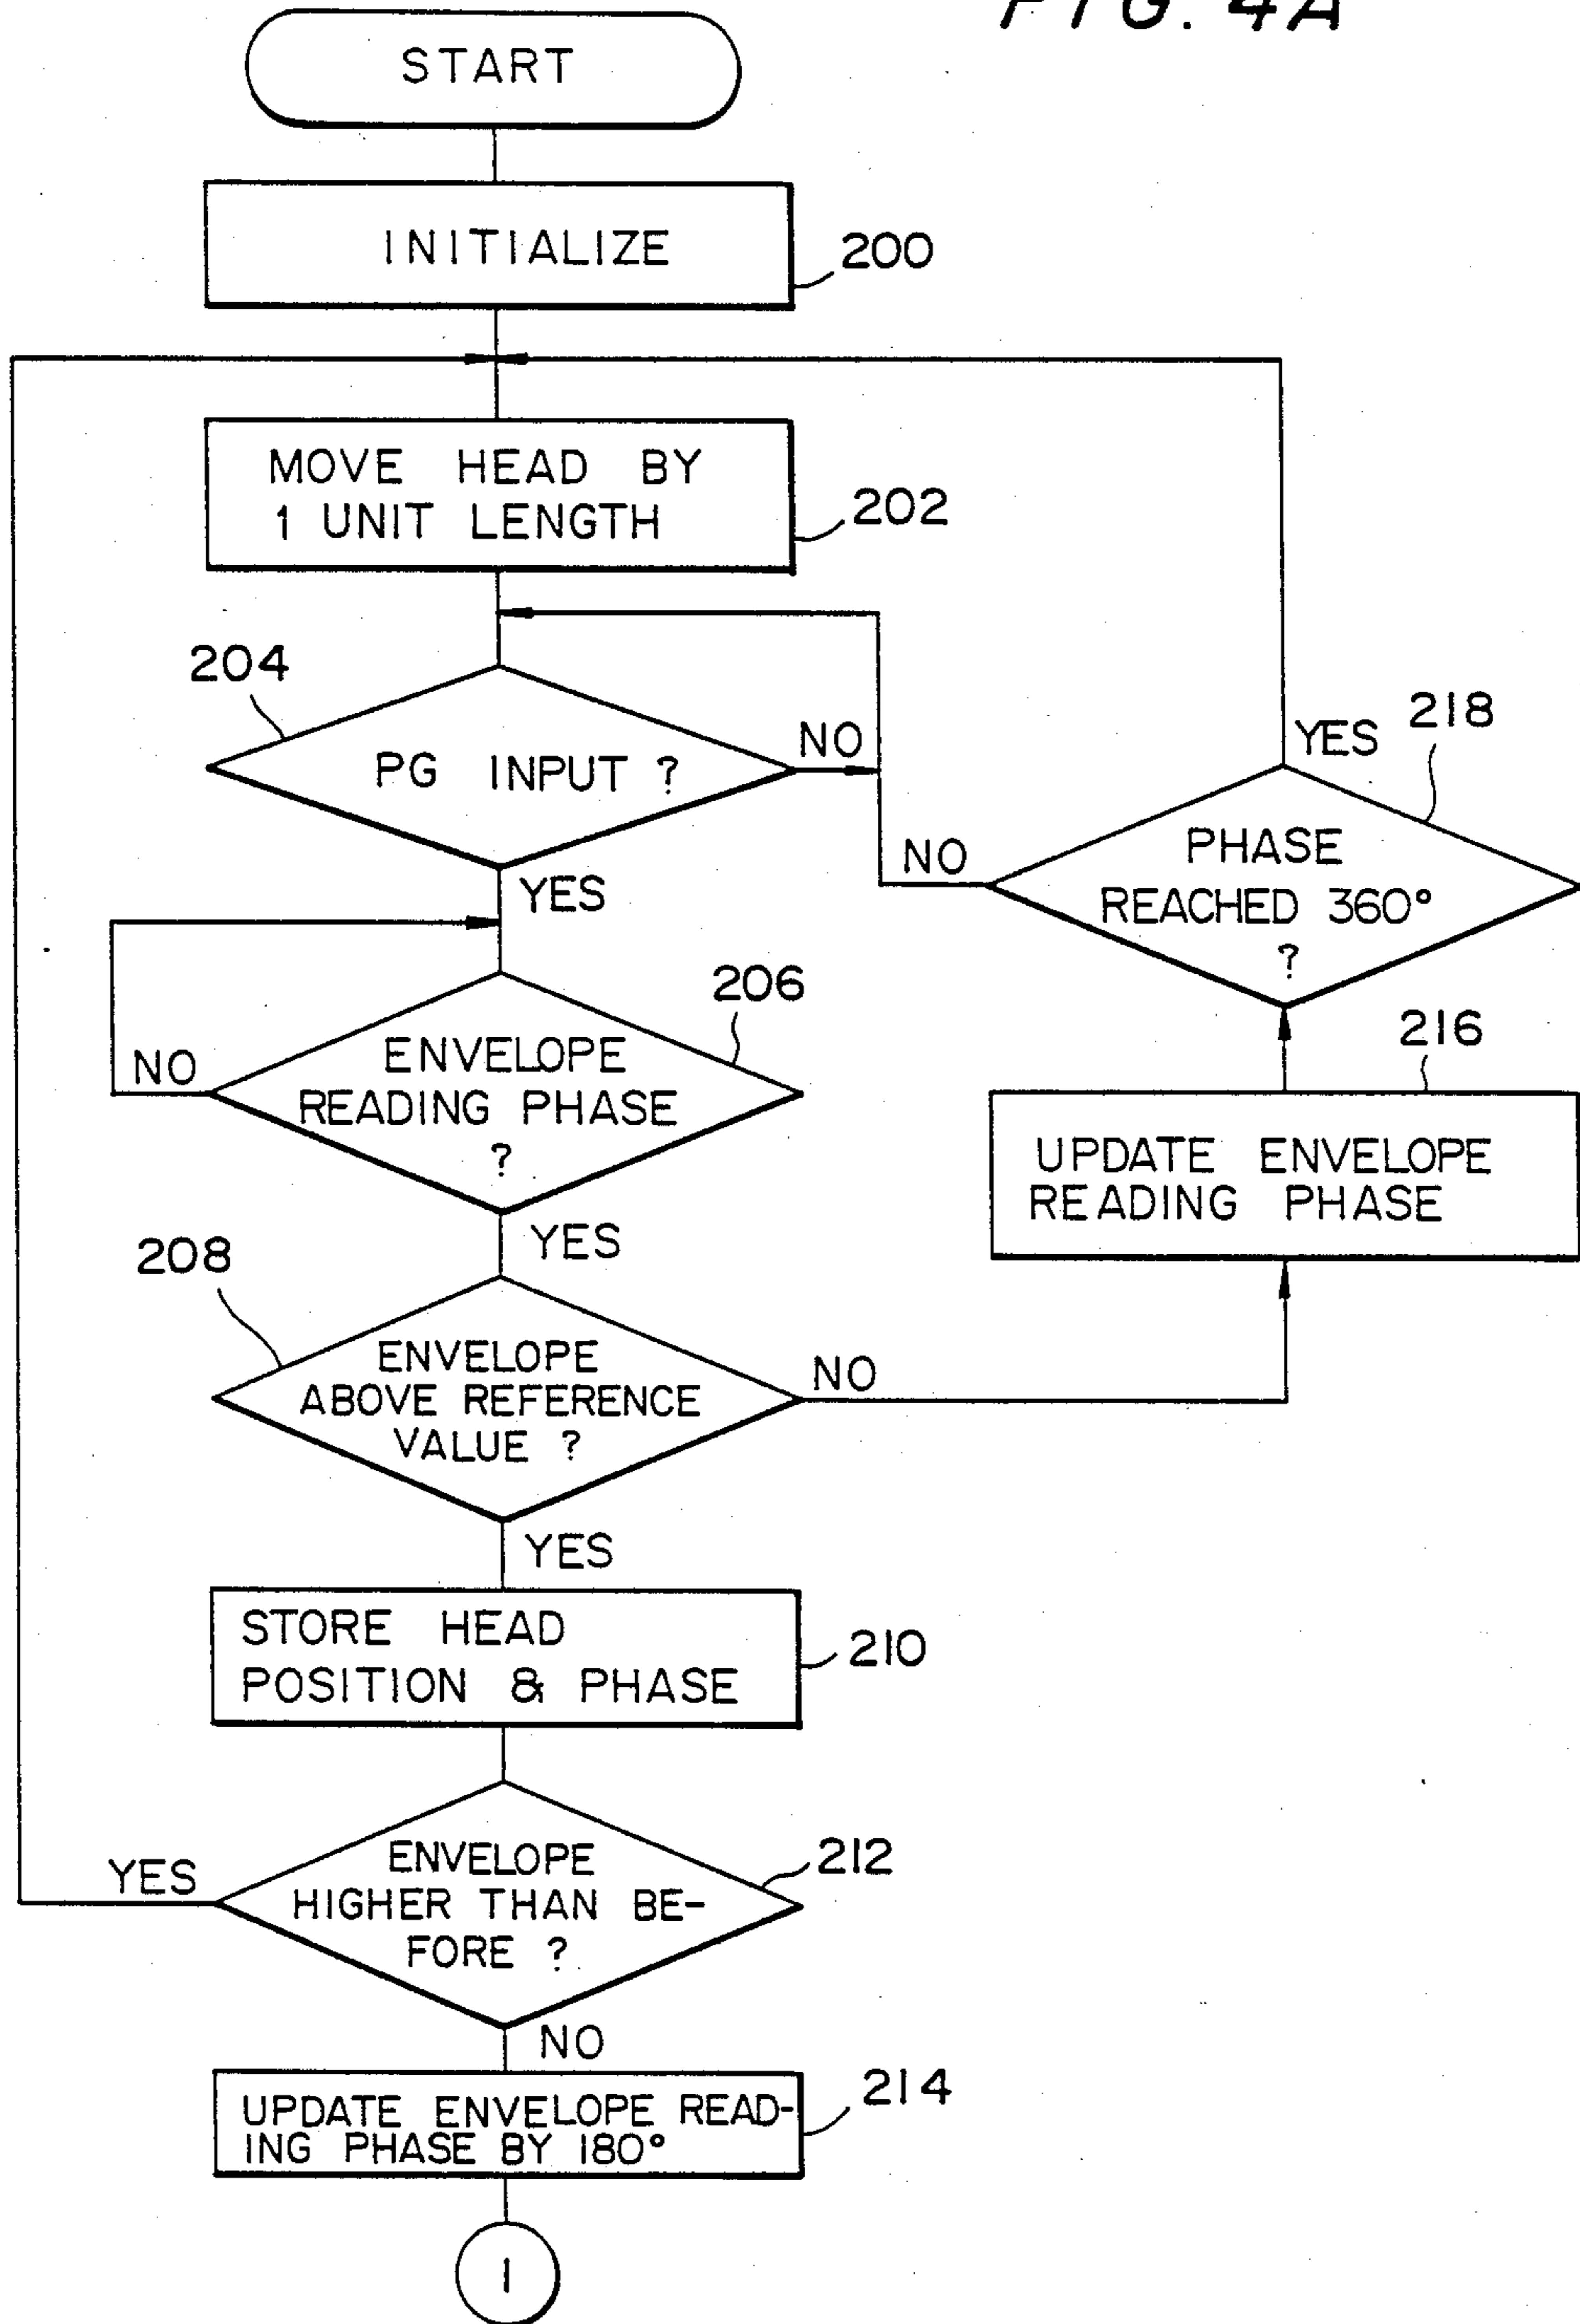 FIG. 4A
START
INITIALIZE
200
MOVE HEAD BY
1 UNIT LENGTH
202
204
PG INPUT ?
NO
YES
218
YES
PHASE
REACHED 360°
?
NO
206
ENVELOPE
READING PHASE
?
NO
YES
216
UPDATE ENVELOPE
READING PHASE
208
ENVELOPE
ABOVE REFERENCE
VALUE ?
NO
YES
STORE HEAD
POSITION & PHASE
210
ENVELOPE
HIGHER THAN BE-
FORE ?
212
YES
NO
UPDATE ENVELOPE READ-
ING PHASE BY 180°
214
1